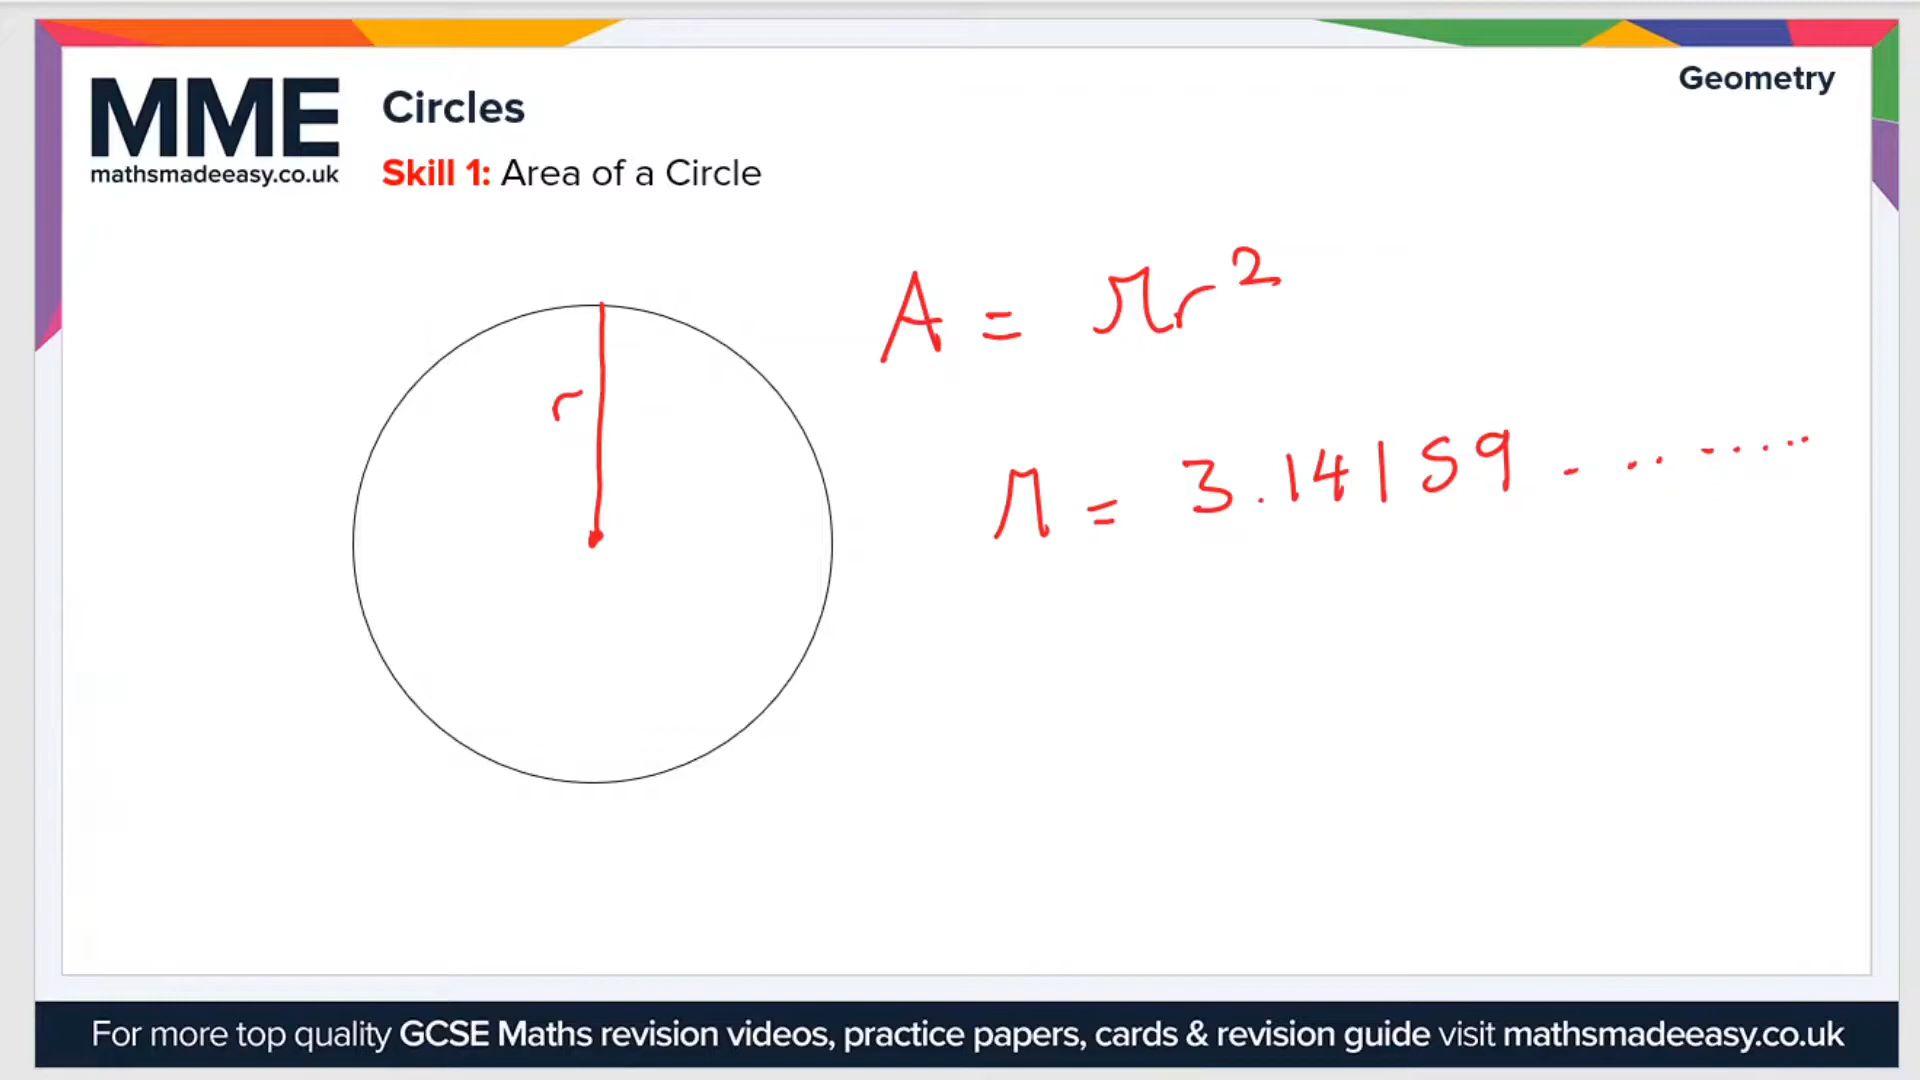 MME
mathsmadeeasy.co.uk
Circles
Skill 1: Area of a Circle
Geometry
A = πr²
r
π = 3.14159 . .. .....
For more top quality GCSE Maths revision videos, practice papers, cards & revision guide visit mathsmadeeasy.co.uk